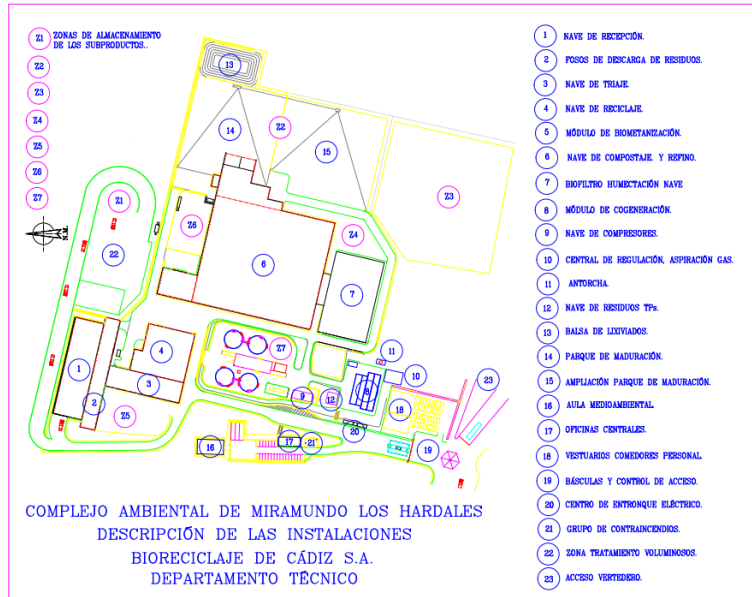 Z1 ZONAS DE ALMACENAMIENTO
DE LOS SUBPRODUCTOS..
Z2
Z3
Z4
Z5
Z6
Z7
N.M.
13
14
Z2
15
Z3
Z1
22
Z6
6
Z4
7
1
2
4
3
Z5
Z7
9
12
8
11
10
18
23
20
19
16
17
-21
1 NAVE DE RECEPCIÓN.
2 FOSOS DE DESCARGA DE RESIDUOS.
3 NAVE DE TRIAJE.
4 NAVE DE RECICLAJE.
5 MÓDULO DE BIOMETANIZACIÓN.
6 NAVE DE COMPOSTAJE. Y REFINO.
7 BIOFILTRO HUMECTACIÓN NAVE
8 MÓDULO DE COGENERACIÓN.
9 NAVE DE COMPRESORES.
10 CENTRAL DE REGULACIÓN, ASPIRACIÓN GAS.
11 ANTORCHA.
12 NAVE DE RESIDUOS TPs.
13 BALSA DE LIXIVIADOS.
14 PARQUE DE MADURACIÓN.
15 AMPLIACIÓN PARQUE DE MADURACIÓN.
16 AULA MEDIOAMBIENTAL
17 OFICINAS CENTRALES.
18 VESTUARIOS COMEDORES PERSONAL
19 BÁSCULAS Y CONTROL DE ACCESO.
20 CENTRO DE ENTRONQUE ELÉCTRICO.
21 GRUPO DE CONTRAINCENDIOS.
22 ZONA TRATAMIENTO VOLUMINOSOS.
23 ACCESO VERTEDERO.
COMPLEJO AMBIENTAL DE MIRAMUNDO LOS HARDALES
DESCRIPCIÓN DE LAS INSTALACIONES
BIORECICLAJE DE CÁDIZ S.A.
DEPARTAMENTO TÉCNICO